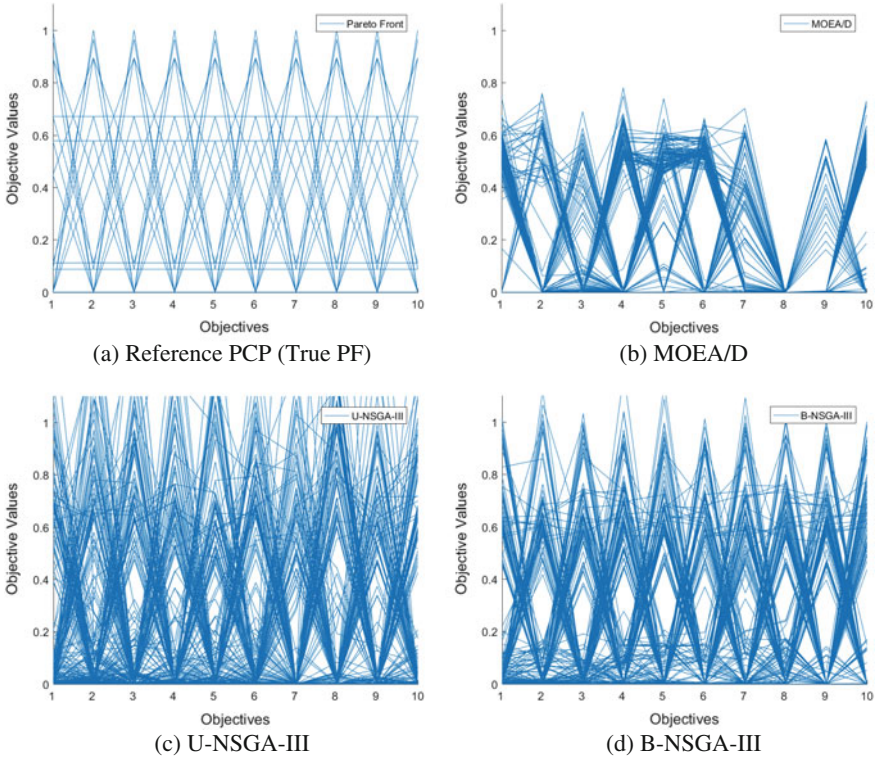 Pareto Front
Objective Values
1
0.8
0.6
0.4
0.2
0
1 2 3 4 5 6 7 8 9 10
Objectives
(a) Reference PCP (True PF)
MOEA/D
Objective Values
1
0.8
0.6
0.4
0.2
0
1 2 3 4 5 6 7 8 9 10
Objectives
(b) MOEA/D
U-NSGA-III
Objective Values
1
0.8
0.6
0.4
0.2
0
1 2 3 4 5 6 7 8 9 10
Objectives
(c) U-NSGA-III
B-NSGA-III
Objective Values
1
0.8
0.6
0.4
0.2
0
1 2 3 4 5 6 7 8 9 10
Objectives
(d) B-NSGA-III